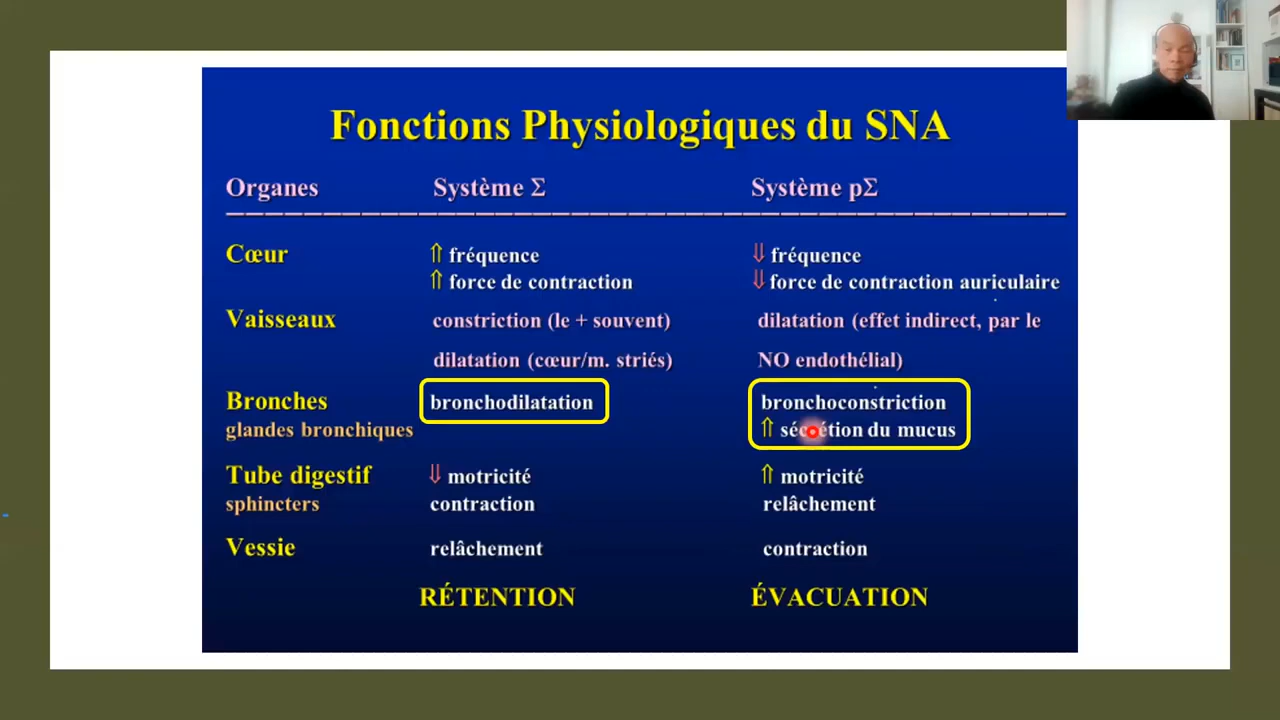 Fonctions Physiologiques du SNA
Organes Système Σ Système pΣ
Cœur ⇑ fréquence ⇓ fréquence
⇑ force de contraction ⇓ force de contraction auriculaire
Vaisseaux constriction (le + souvent) dilatation (effet indirect, par le
dilatation (cœur/m. striés) NO endothélial)
Bronches bronchodilatation bronchoconstriction
glandes bronchiques ⇑ sécrétion du mucus
Tube digestif ⇓ motricité ⇑ motricité
sphincters contraction relâchement
Vessie relâchement contraction
RÉTENTION ÉVACUATION